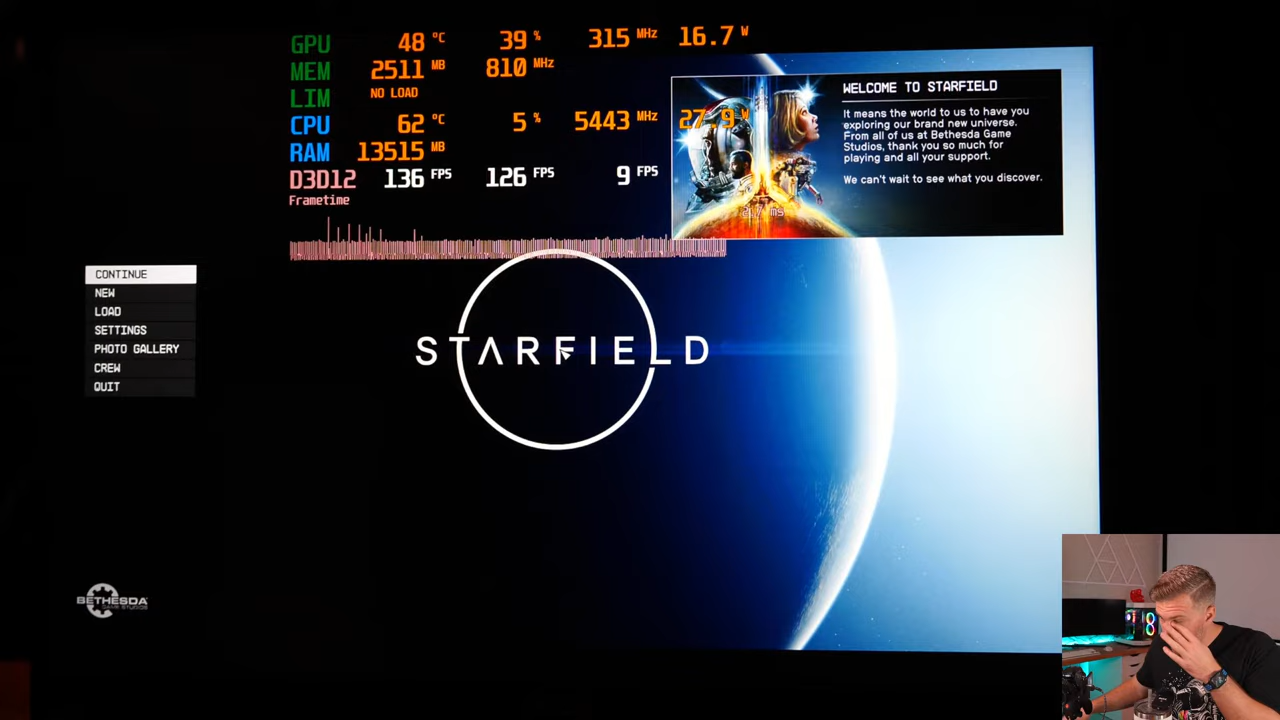 GPU 48 °C 39 % 315 MHz 16.7 W
MEM 2511 MB 810 MHz
LIM NO LOAD
CPU 62 °C 5 % 5443 MHz 27.9 W
RAM 13515 MB
D3D12 136 FPS 126 FPS 9 FPS
Frametime
WELCOME TO STARFIELD
It means the world to us to have you
exploring our brand new universe.
From all of us at Bethesda Game
Studios, thank you so much for
playing and all your support.
We can't wait to see what you discover.
CONTINUE
NEW
LOAD
SETTINGS
PHOTO GALLERY
CREW
QUIT
STARFIELD
BETHESDA
GAME STUDIOS